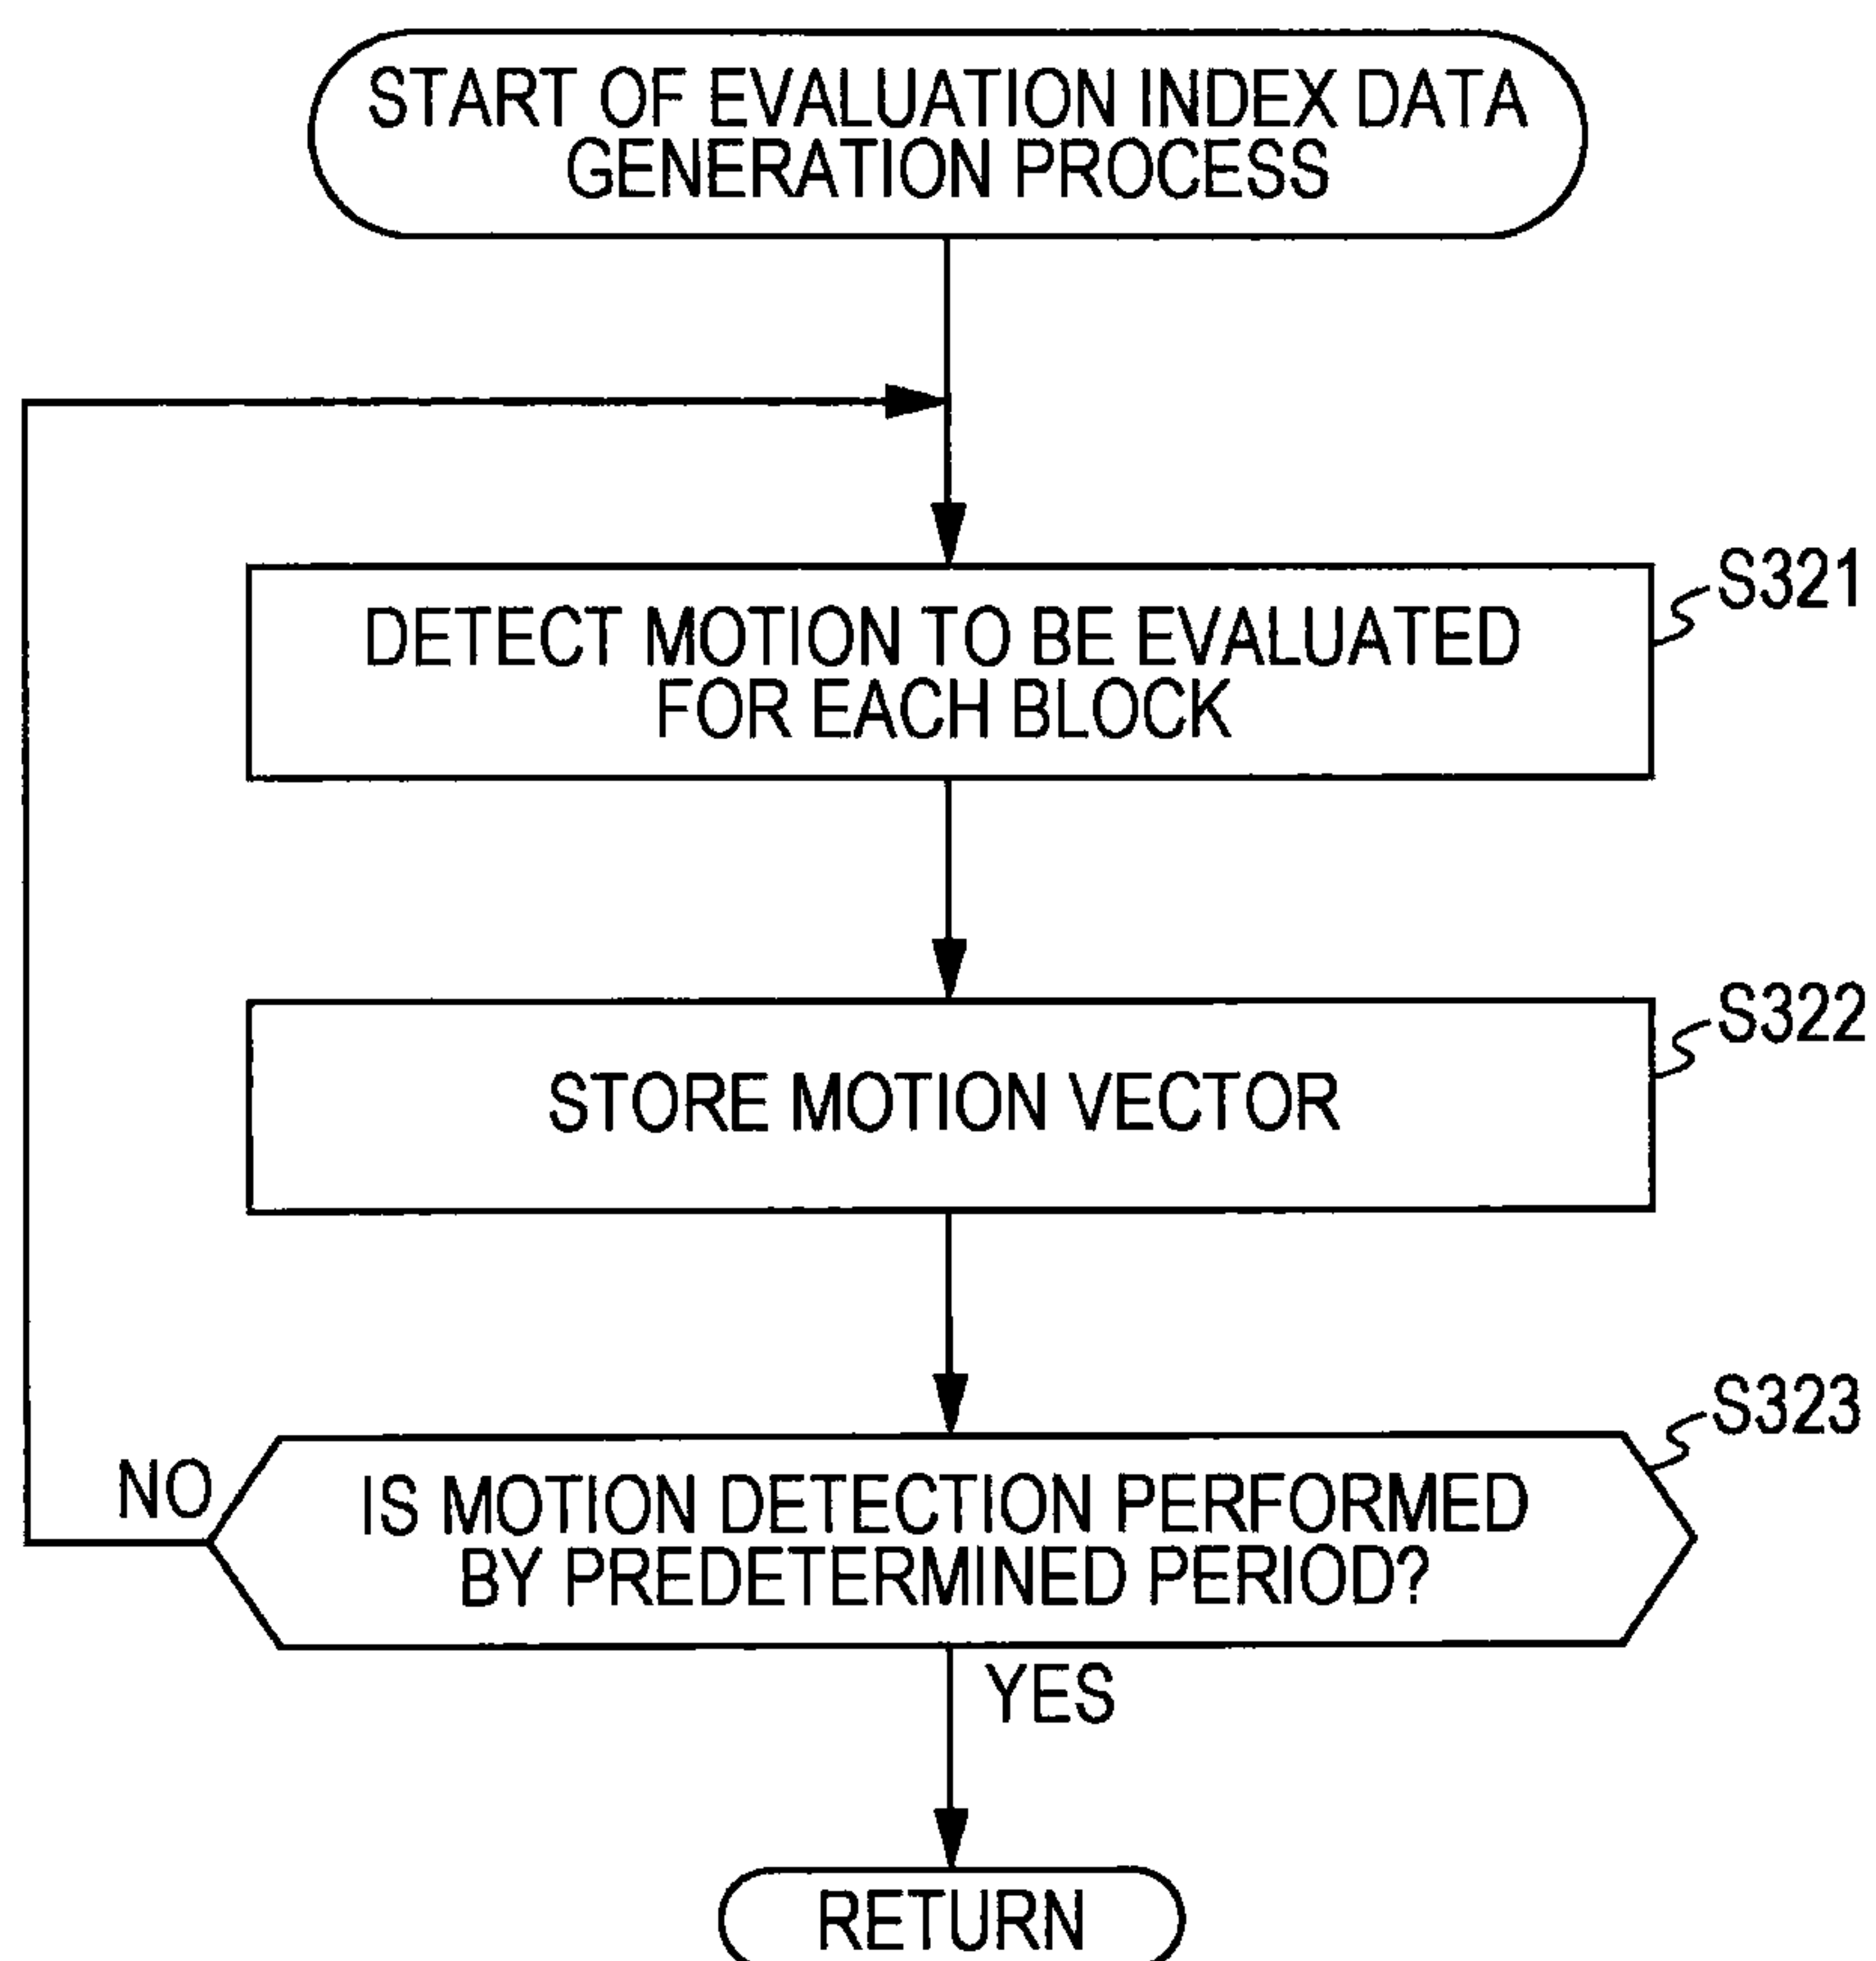 START OF EVALUATION INDEX DATA
GENERATION PROCESS
S321
DETECT MOTION TO BE EVALUATED
FOR EACH BLOCK
S322
STORE MOTION VECTOR
S323
NO
IS MOTION DETECTION PERFORMED
BY PREDETERMINED PERIOD?
YES
RETURN